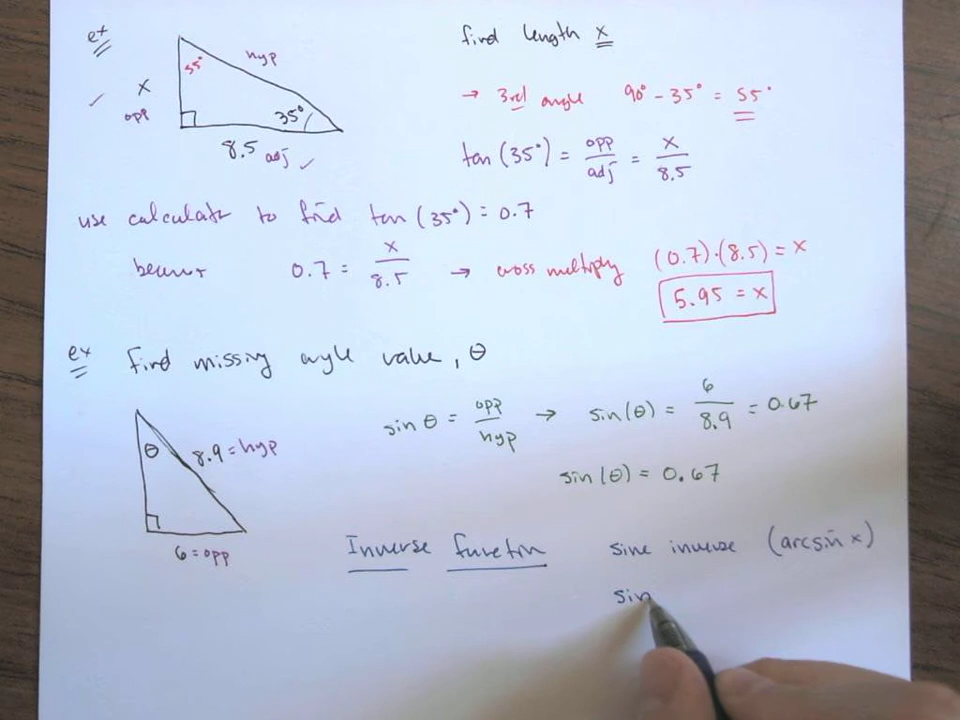 ex
find length x
55°
hyp
x
opp
35°
8.5 adj
→ 3rd angle 90° - 35° = 55°
tan (35°) = opp/adj = x/8.5
use calculator to find tan (35°) = 0.7
becomes 0.7 = x/8.5 → cross multiply (0.7)·(8.5) = x
5.95 = x
ex find missing angle value, θ
θ
8.9 = hyp
6 = opp
sin θ = opp/hyp → sin(θ) = 6/8.9 = 0.67
sin(θ) = 0.67
Inverse function sine inverse (arcsin x)
sin